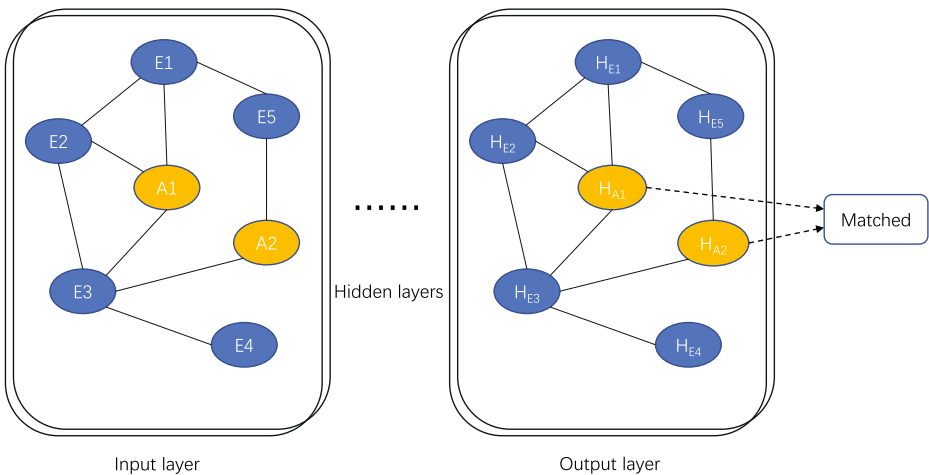 E1
E5
E2
A1
A2
E3
E4
Input layer
......
Hidden layers
H_E1
H_E5
H_E2
H_A1
H_A2
H_E3
H_E4
Output layer
Matched